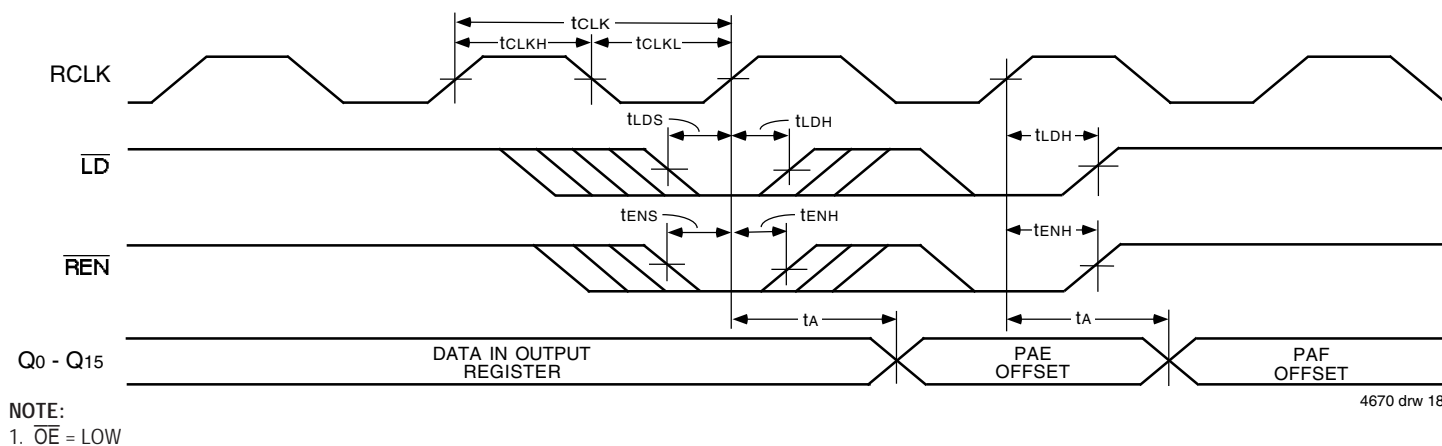 tCLK
tCLKH
tCLKL
RCLK
tLDS
tLDH
tLDH
LD
tENS
tENH
tENH
REN
tA
tA
Q0 - Q15
DATA IN OUTPUT
REGISTER
PAE
OFFSET
PAF
OFFSET
4670 drw 18
NOTE:
1. OE = LOW